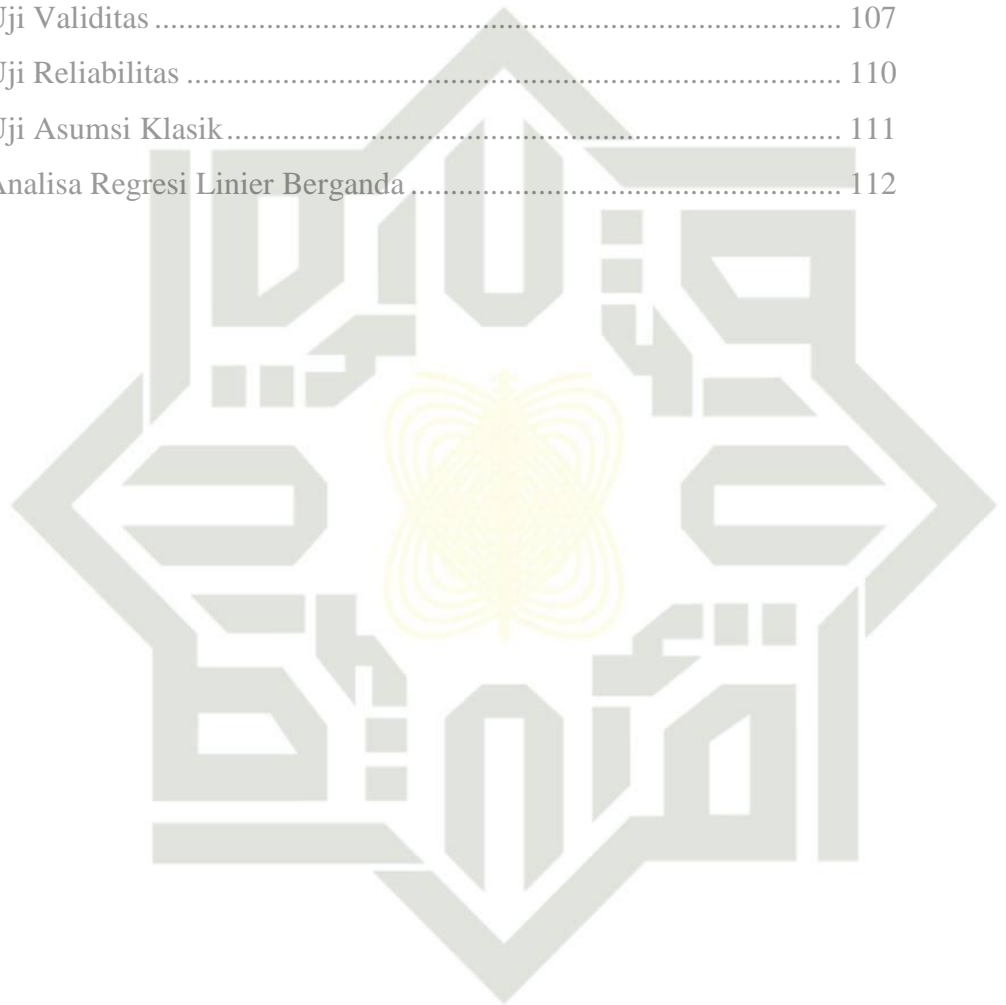 Uji Validitas ........................................................................................ 107
Uji Reliabilitas .................................................................................... 110
Uji Asumsi Klasik ............................................................................... 111
Analisa Regresi Linier Berganda ....................................................... 112